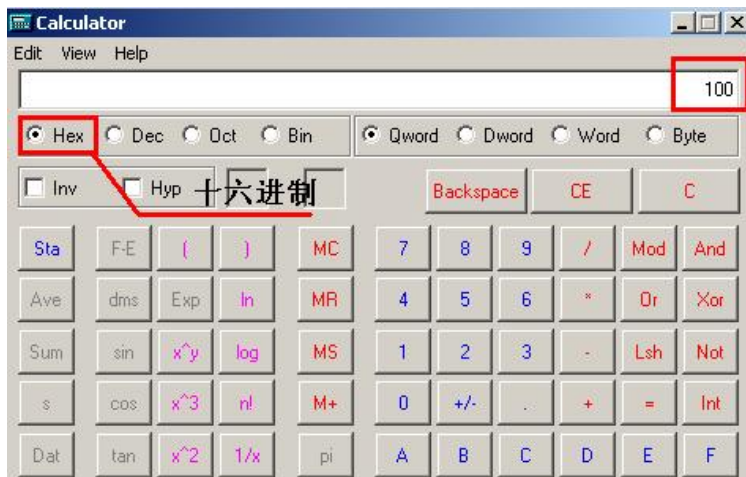 Calculator
Edit View Help
100
Hex Dec Oct Bin Qword Dword Word Byte
Inv Hyp 十六进制 Backspace CE C
Sta F-E ( ) MC 7 8 9 / Mod And
Ave dms Exp ln MR 4 5 6 * Or Xor
Sum sin x^y log MS 1 2 3 - Lsh Not
s cos x^3 n! M+ 0 +/- . + = Int
Dat tan x^2 1/x pi A B C D E F